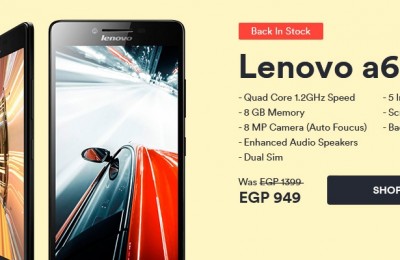 lenovo
Back In Stock
Lenovo a6
- Quad Core 1.2GHz Speed
- 8 GB Memory
- 8 MP Camera (Auto Foucus)
- Enhanced Audio Speakers
- Dual Sim
- 5 I
- Sc
- Ba
Was EGP 1399
EGP 949
SHOP